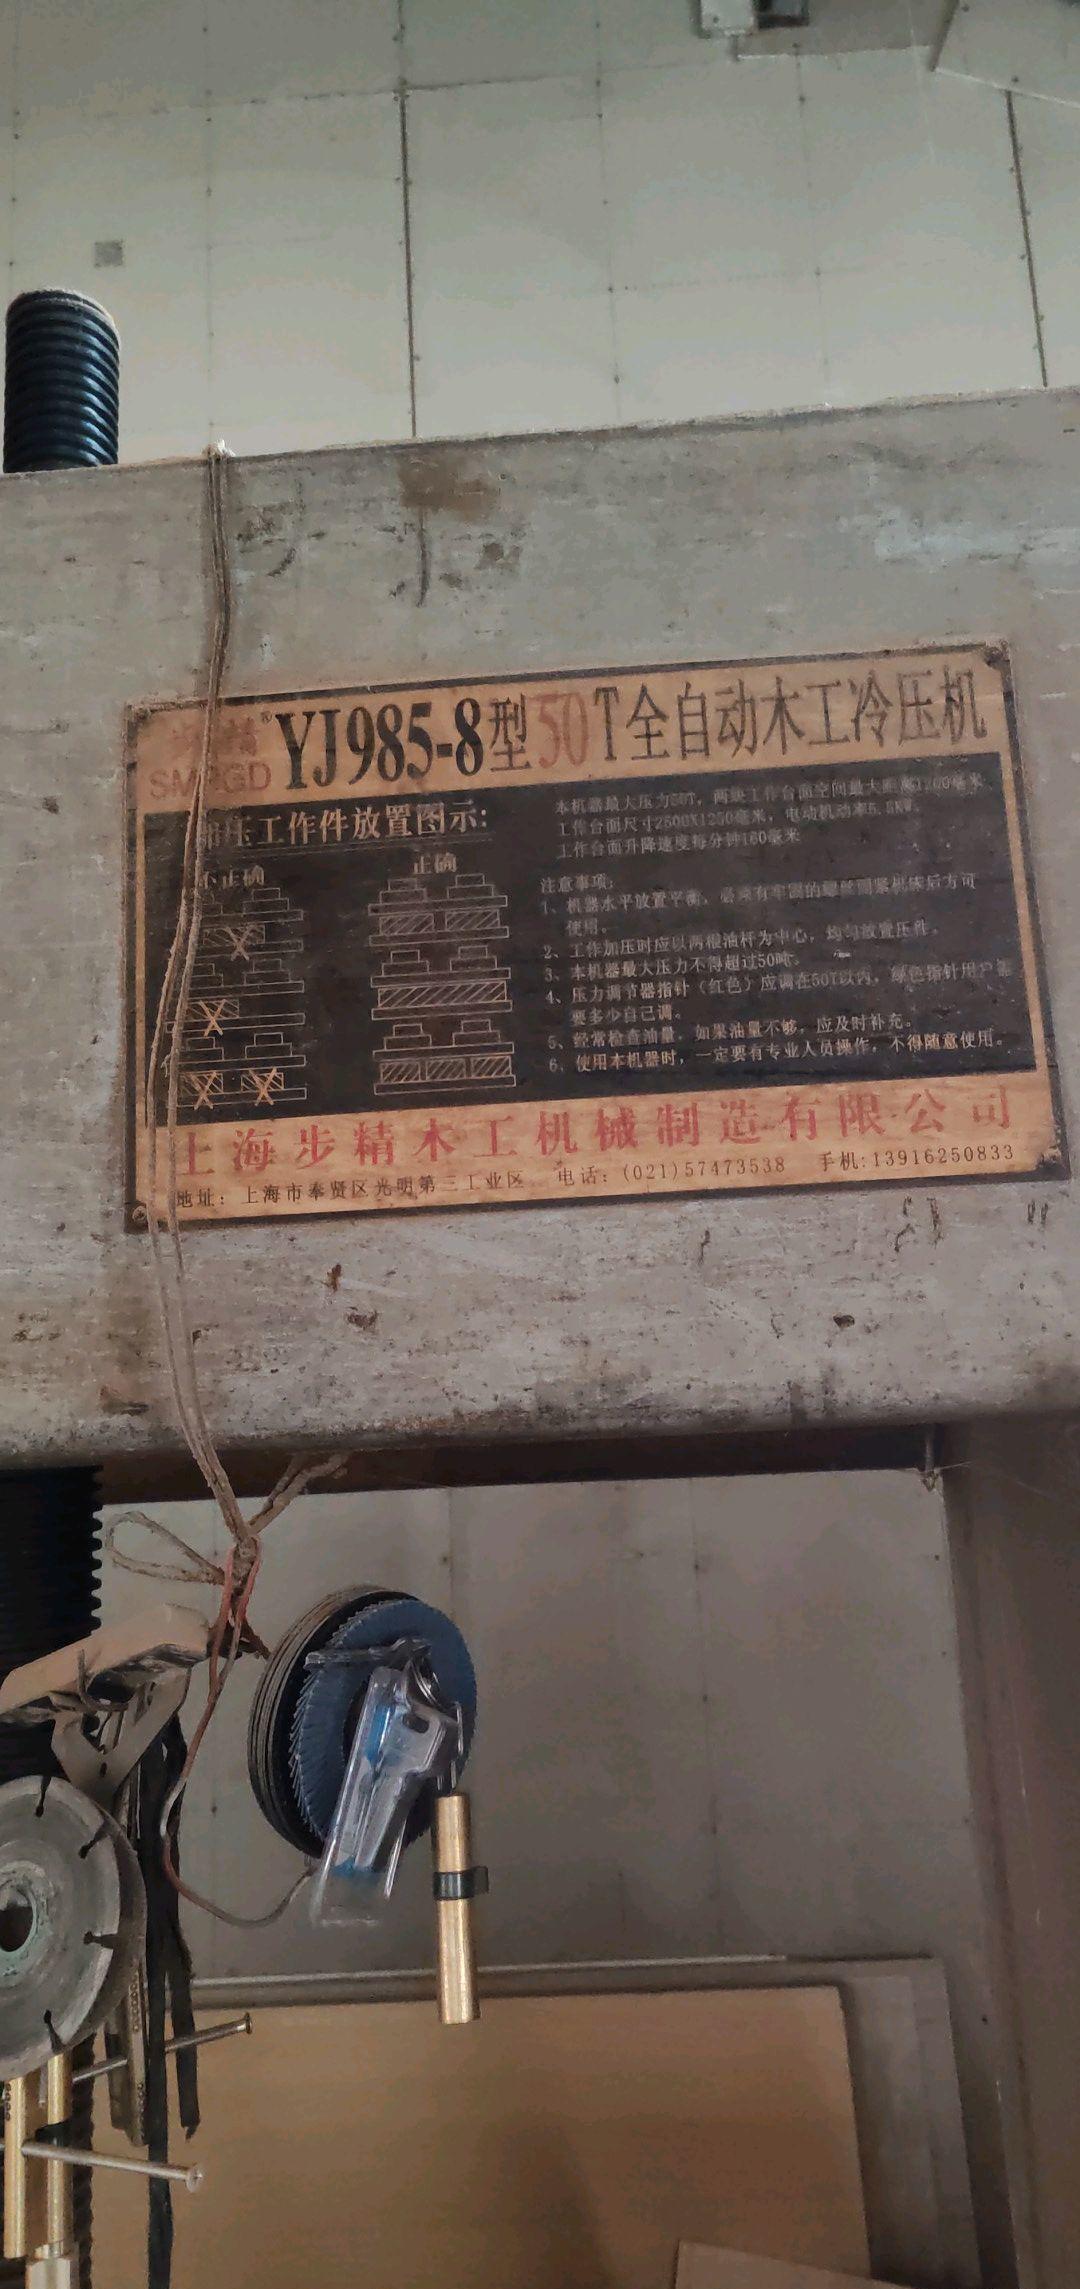 步精® YJ985-8型50T全自动木工冷压机
SMBGD
加压工作件放置图示:
不正确 正确
本机器最大压力50T，两块工作台面空间最大距离1200毫米
工作台面尺寸2500X1250毫米，电动机功率5.5KW，
工作台面升降速度每分钟160毫米
注意事项：
1、机器水平放置平衡，必须有牢固的螺丝固紧机床后方可
使用。
2、工作加压时应以两根油杆为中心，均匀放置压件。
3、本机器最大压力不得超过50吨。
4、压力调节器指针（红色）应调在50T以内，绿色指针用户需
要多少自己调。
5、经常检查油量，如果油量不够，应及时补充。
6、使用本机器时，一定要有专业人员操作，不得随意使用。
上海步精木工机械制造有限公司
地址：上海市奉贤区光明第三工业区 电话：(021)57473538 手机:13916250833